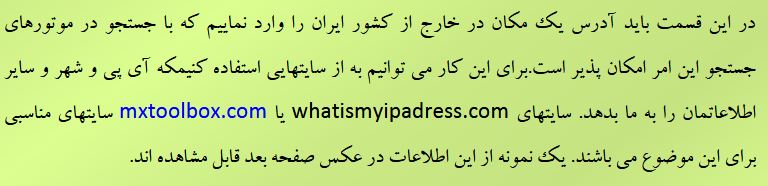 در این قسمت باید آدرس یک مکان در خارج از کشور ایران را وارد نماییم که با جستجو در موتورهای
جستجو این امر امکان پذیر است.برای این کار می توانیم به از سایتهایی استفاده کنیمکه آی پی و شهر و سایر
اطلاعاتمان را به ما بدهد. سایتهای whatismyipadress.com یا mxtoolbox.com سایتهای مناسبی
برای این موضوع می باشند. یک نمونه از این اطلاعات در عکس صفحه بعد قابل مشاهده اند.